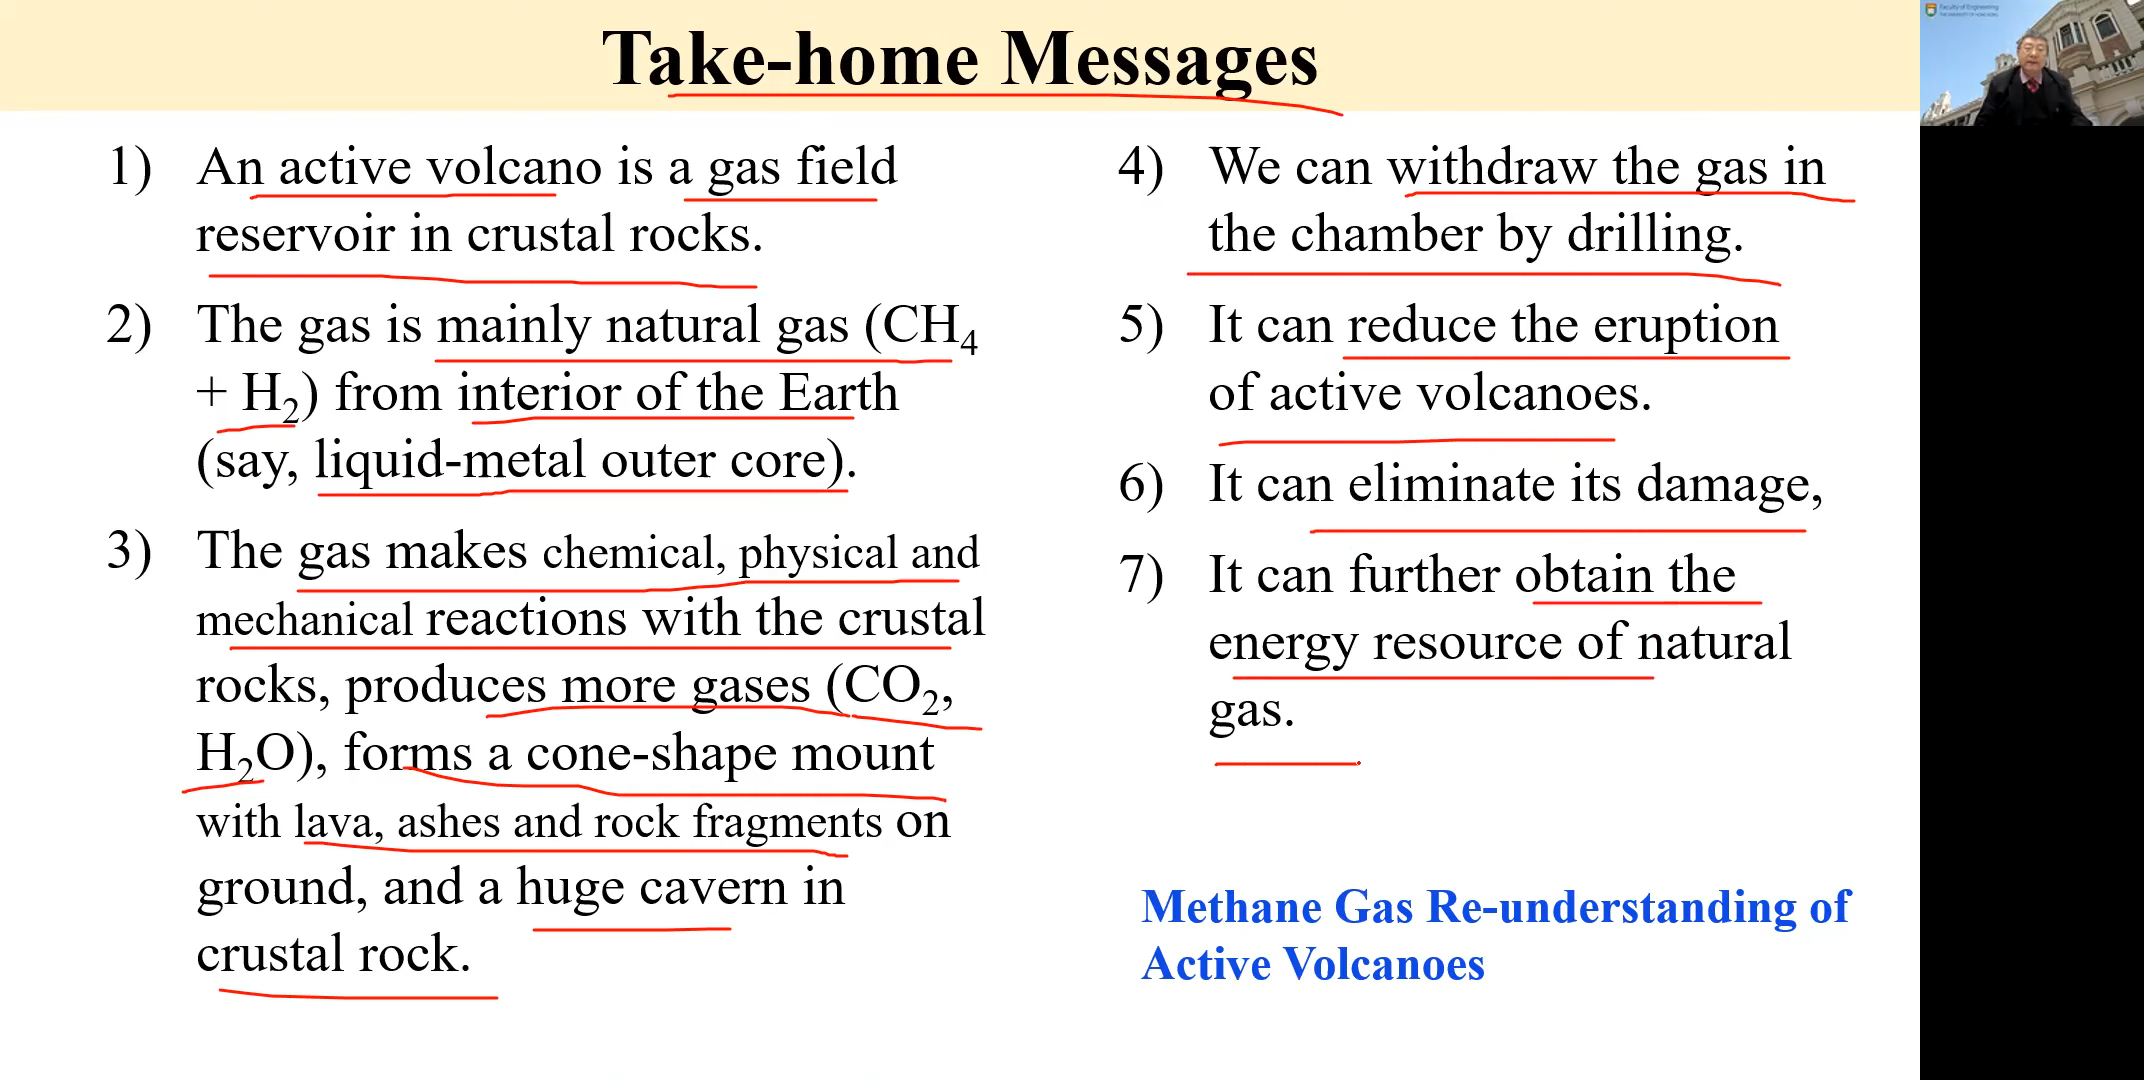 Take-home Messages
1) An active volcano is a gas field
reservoir in crustal rocks.
2) The gas is mainly natural gas (CH₄
+ H₂) from interior of the Earth
(say, liquid-metal outer core).
3) The gas makes chemical, physical and
mechanical reactions with the crustal
rocks, produces more gases (CO₂,
H₂O), forms a cone-shape mount
with lava, ashes and rock fragments on
ground, and a huge cavern in
crustal rock.
4) We can withdraw the gas in
the chamber by drilling.
5) It can reduce the eruption
of active volcanoes.
6) It can eliminate its damage,
7) It can further obtain the
energy resource of natural
gas.
Methane Gas Re-understanding of
Active Volcanoes
Faculty of Engineering